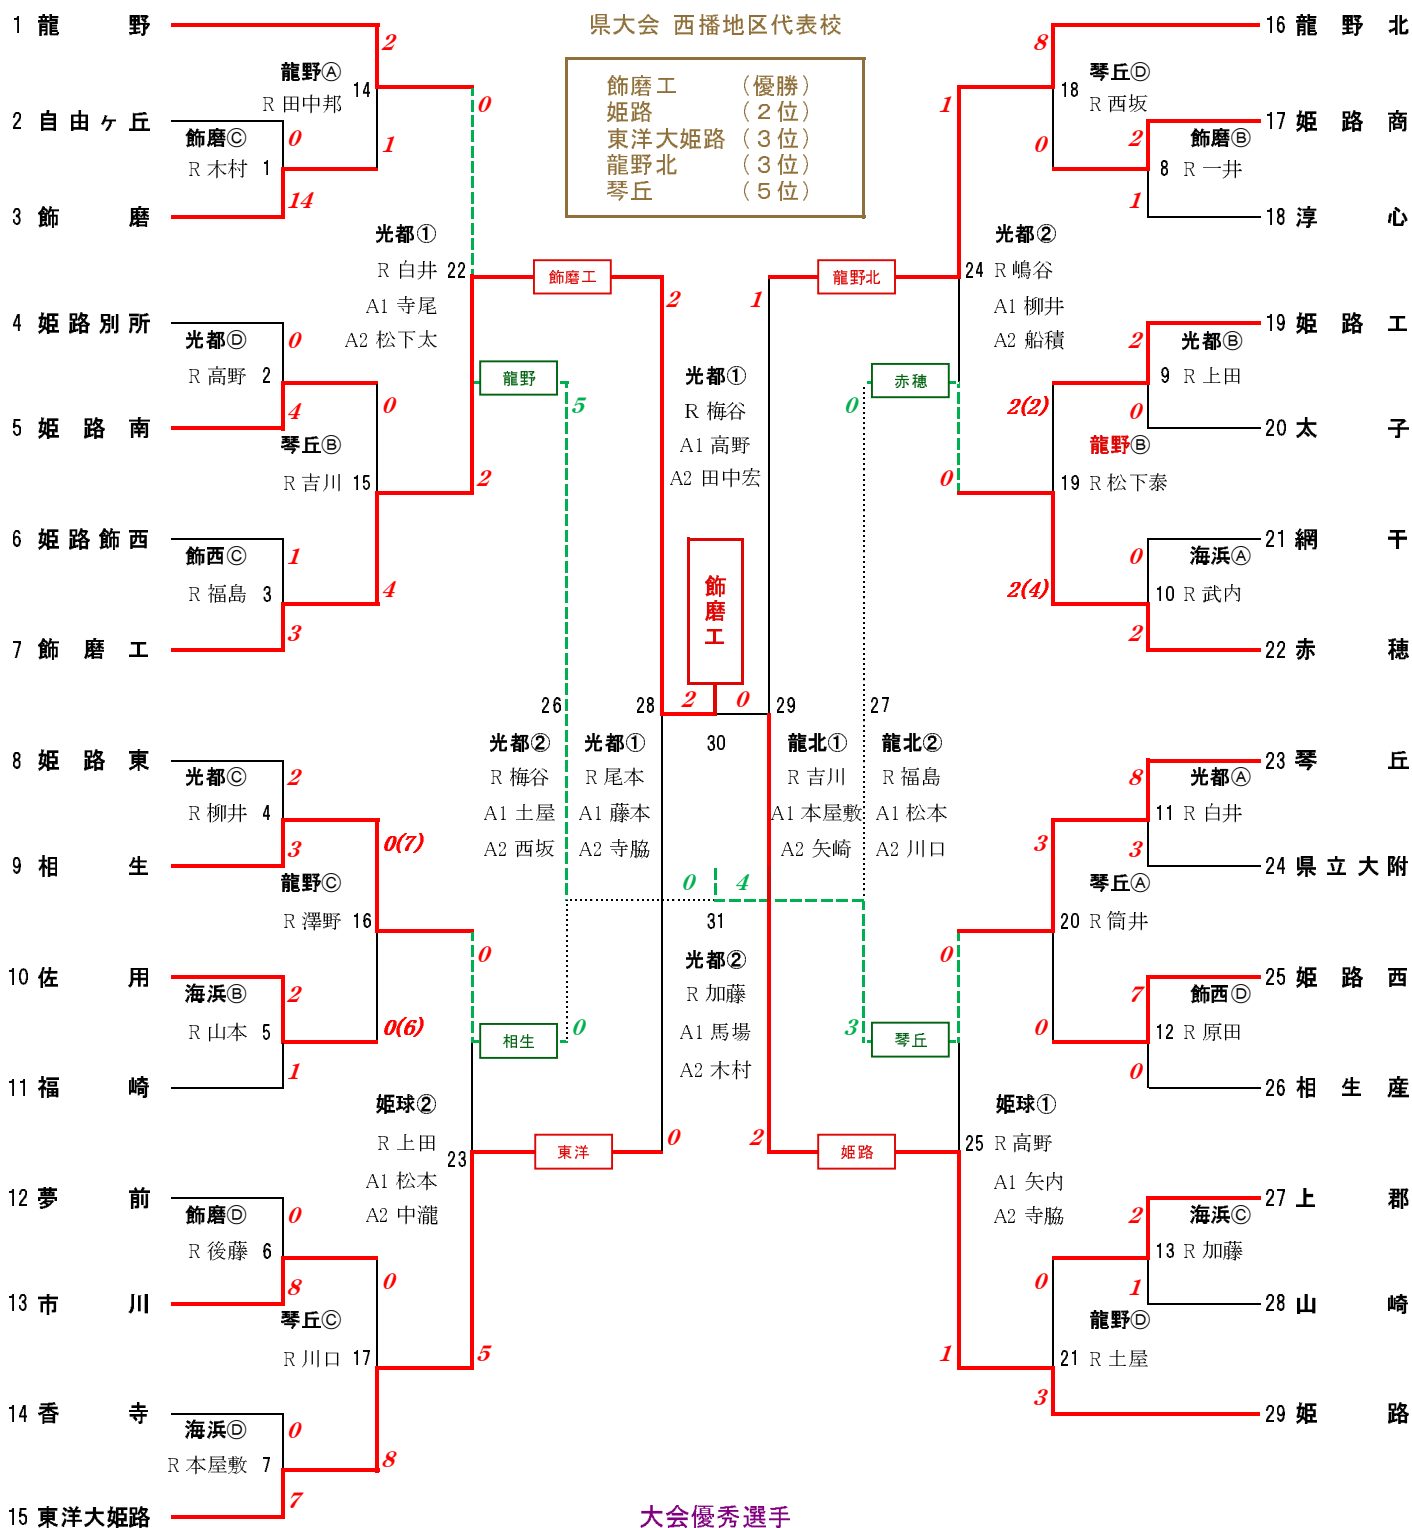 県大会 西播地区代表校
飾磨工 (優勝)
姫路 (2位)
東洋大姫路 (3位)
龍野北 (3位)
琴丘 (5位)
1 龍野
2
龍野Ⓐ
14
R 田中邦
0
2 自由ヶ丘
飾磨Ⓒ
0
1
R 木村 1
14
3 飾磨
光都①
R 白井 22
A1 寺尾
A2 松下太
飾磨工
2
4 姫路別所
光都Ⓓ
0
R 高野 2
龍野
5
0
4
5 姫路南
琴丘Ⓑ
R 吉川 15
2
6 姫路飾西
飾西Ⓒ
1
R 福島 3
4
3
7 飾磨工
26
光都②
R 梅谷
A1 土屋
A2 西坂
28
光都①
R 尾本
A1 藤本
A2 寺脇
8 姫路東
光都Ⓒ
2
R 柳井 4
0(7)
3
9 相生
龍野Ⓒ
R 澤野 16
0
10 佐用
海浜Ⓑ
2
R 山本 5
0(6)
相生
0
1
11 福崎
姫球②
R 上田
23
A1 松本
A2 中瀧
東洋
0
12 夢前
飾磨Ⓓ
0
R 後藤 6
0
8
13 市川
琴丘Ⓒ
R 川口 17
5
14 香寺
海浜Ⓓ
0
R 本屋敷 7
8
7
15 東洋大姫路
光都①
R 梅谷
A1 高野
A2 田中宏
飾磨工
2 0
30
0 4
31
光都②
R 加藤
A1 馬場
A2 木村
16 龍野北
8
琴丘Ⓓ
18
R 西坂
1
17 姫路商
2
飾磨Ⓑ
0
8 R 一井
1
18 淳心
光都②
24 R 嶋谷
A1 柳井
A2 船積
龍野北
1
19 姫路工
2
光都Ⓑ
9 R 上田
赤穂
0
2(2)
0
20 太子
龍野Ⓑ
19 R 松下泰
0
21 網干
0
海浜Ⓐ
10 R 武内
2(4)
2
22 赤穂
29
龍北①
R 吉川
A1 本屋敷
A2 矢崎
27
龍北②
R 福島
A1 松本
A2 川口
23 琴丘
8
光都Ⓐ
11 R 白井
3
3
24 県立大附
琴丘Ⓐ
20 R 筒井
0
25 姫路西
7
飾西Ⓓ
12 R 原田
0
琴丘
3
0
26 相生産
姫球①
25 R 高野
A1 矢内
A2 寺脇
姫路
2
27 上郡
2
海浜Ⓒ
13 R 加藤
0
1
28 山崎
龍野Ⓓ
21 R 土屋
1
3
29 姫路
大会優秀選手